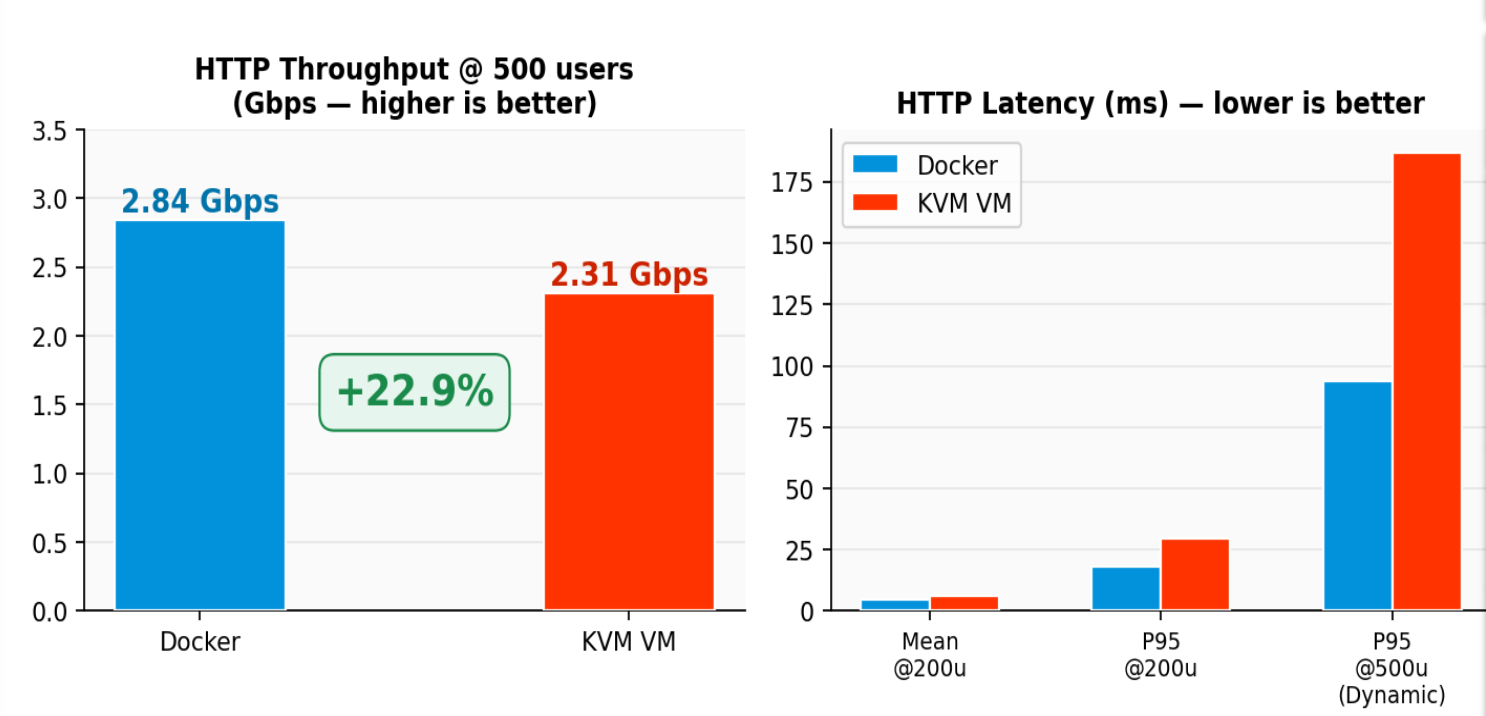 HTTP Throughput @ 500 users
(Gbps — higher is better)
3.5
3.0
2.5
2.0
1.5
1.0
0.5
0.0
2.84 Gbps
2.31 Gbps
+22.9%
Docker
KVM VM
HTTP Latency (ms) — lower is better
Docker
KVM VM
175
150
125
100
75
50
25
0
Mean
@200u
P95
@200u
P95
@500u
(Dynamic)